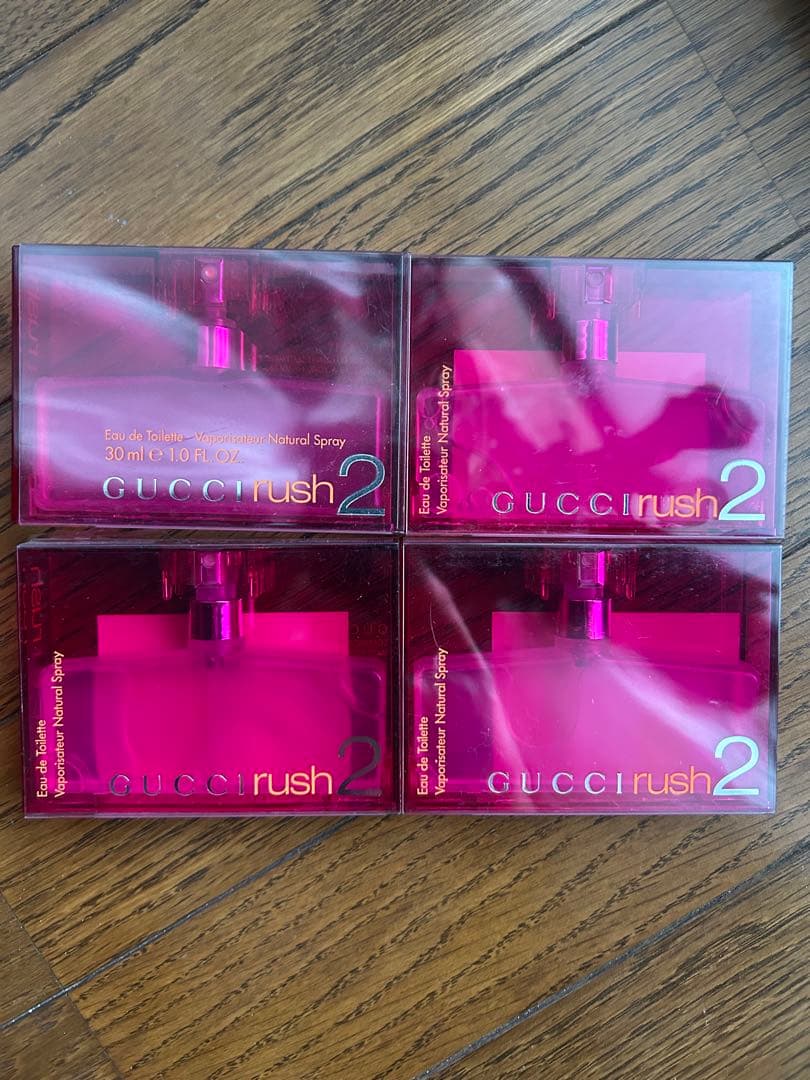 Eau de Toilette - Vaporisateur Natural Spray
30 ml e 1.0 FL. OZ.
GUCCI rush 2
Eau de Toilette
Vaporisateur Natural Spray
GUCCI rush 2
Eau de Toilette
Vaporisateur Natural Spray
GUCCI rush 2
Eau de Toilette
Vaporisateur Natural Spray
GUCCI rush 2